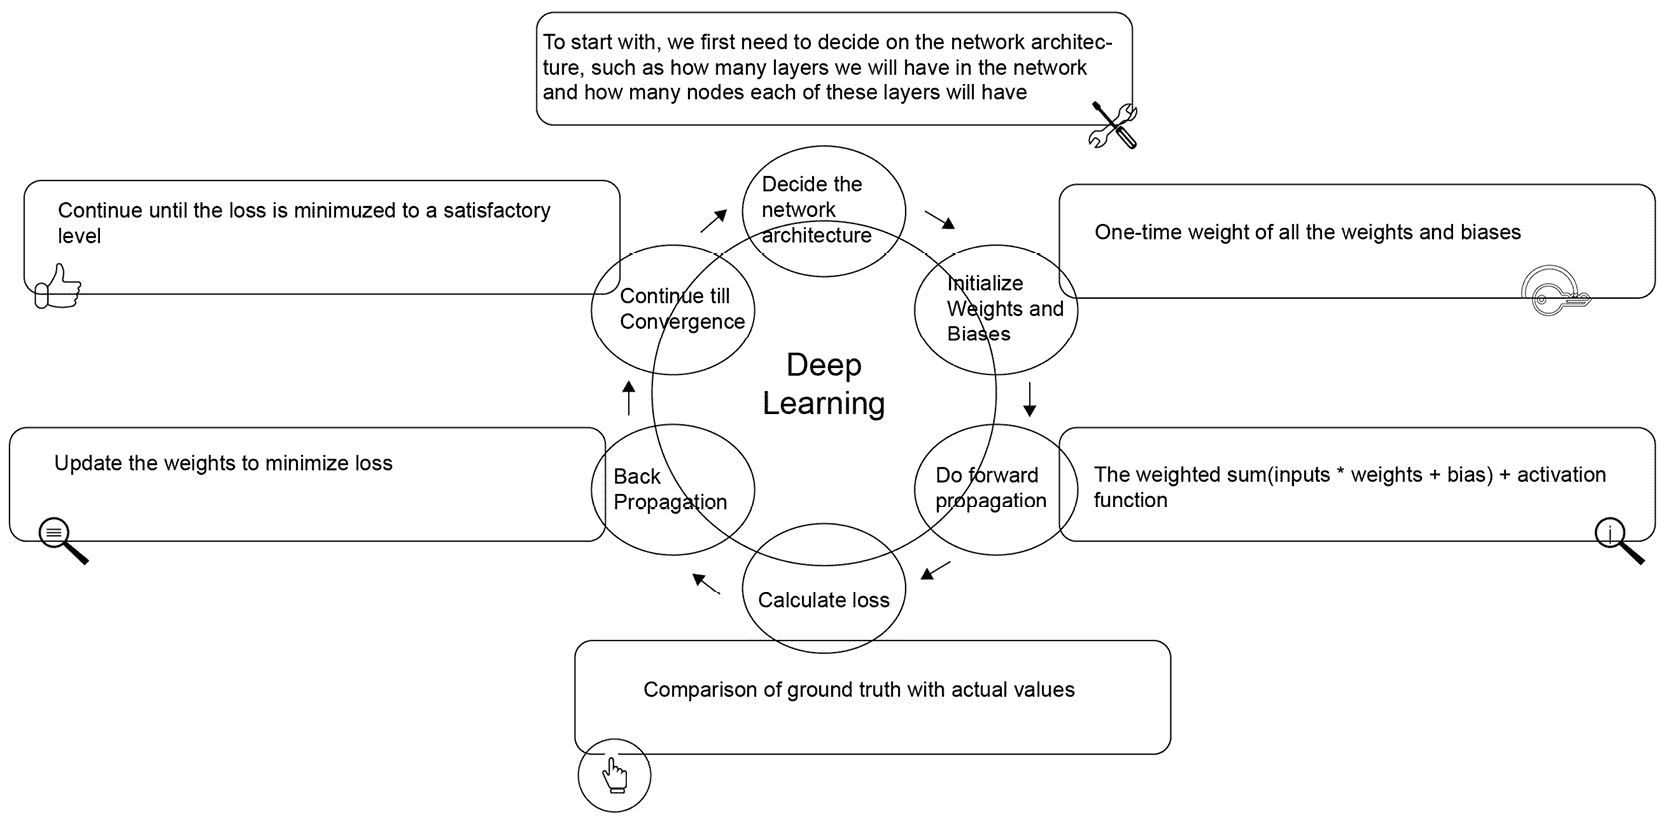 To start with, we first need to decide on the network architec-
ture, such as how many layers we will have in the network
and how many nodes each of these layers will have
Decide the
network
architecture
One-time weight of all the weights and biases
Initialize
Weights and
Biases
The weighted sum(inputs * weights + bias) + activation
function
Do forward
propagation
Calculate loss
Comparison of ground truth with actual values
Back
Propagation
Update the weights to minimize loss
Continue till
Convergence
Continue until the loss is minimuzed to a satisfactory
level
Deep
Learning